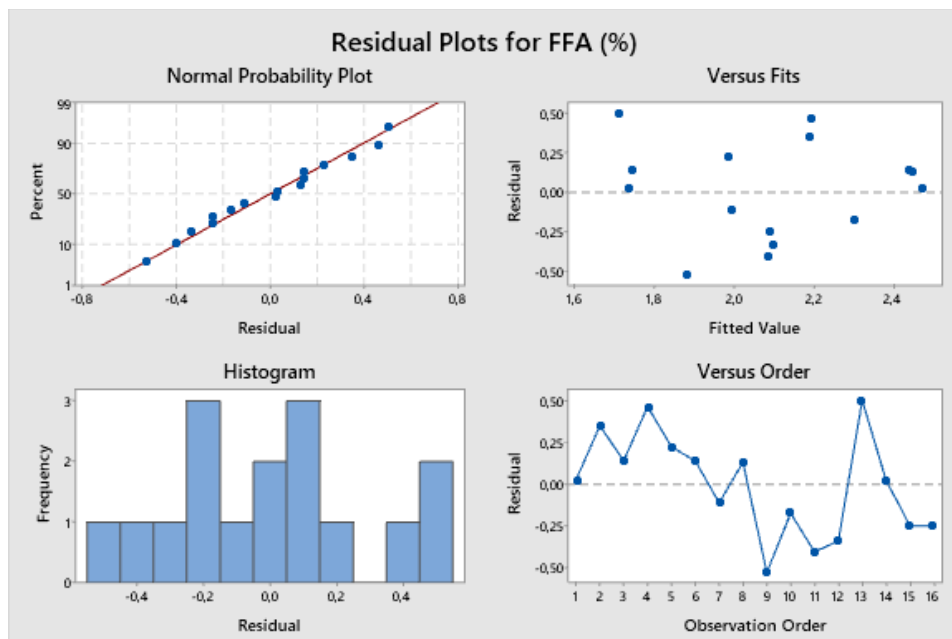 Residual Plots for FFA (%)
Normal Probability Plot
99
90
50
10
1
Percent
-0,8 -0,4 0,0 0,4 0,8
Residual
Versus Fits
0,50
0,25
0,00
-0,25
-0,50
Residual
1,6 1,8 2,0 2,2 2,4
Fitted Value
Histogram
3
2
1
0
Frequency
-0,4 -0,2 0,0 0,2 0,4
Residual
Versus Order
0,50
0,25
0,00
-0,25
-0,50
Residual
1 2 3 4 5 6 7 8 9 10 11 12 13 14 15 16
Observation Order